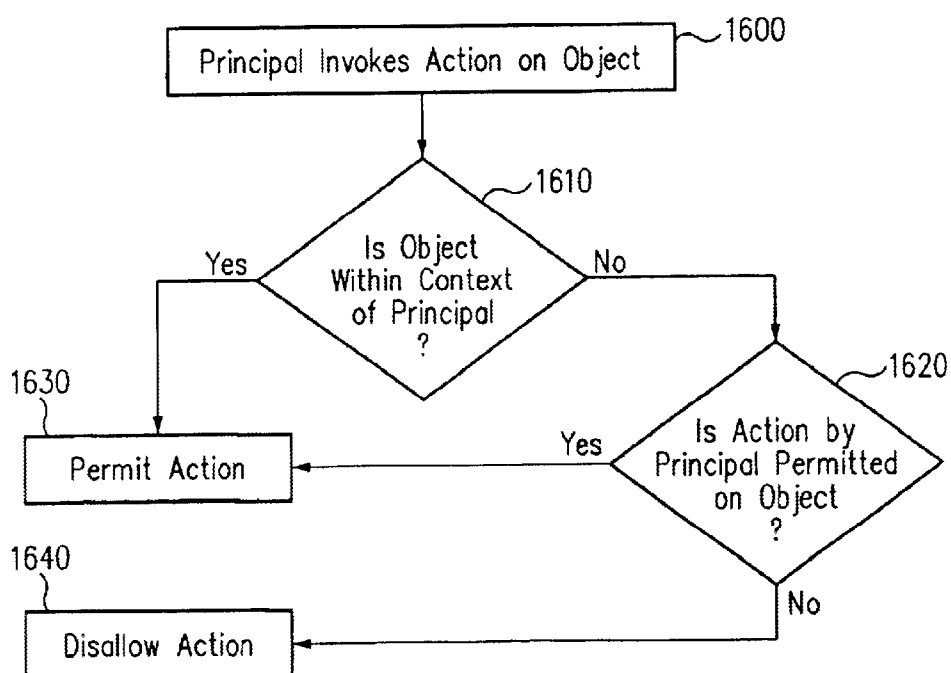 1600
Principal Invokes Action on Object
1610
Is Object
Within Context
of Principal
?
Yes
No
1620
Is Action by
Principal Permitted
on Object
?
Yes
No
1630
Permit Action
1640
Disallow Action